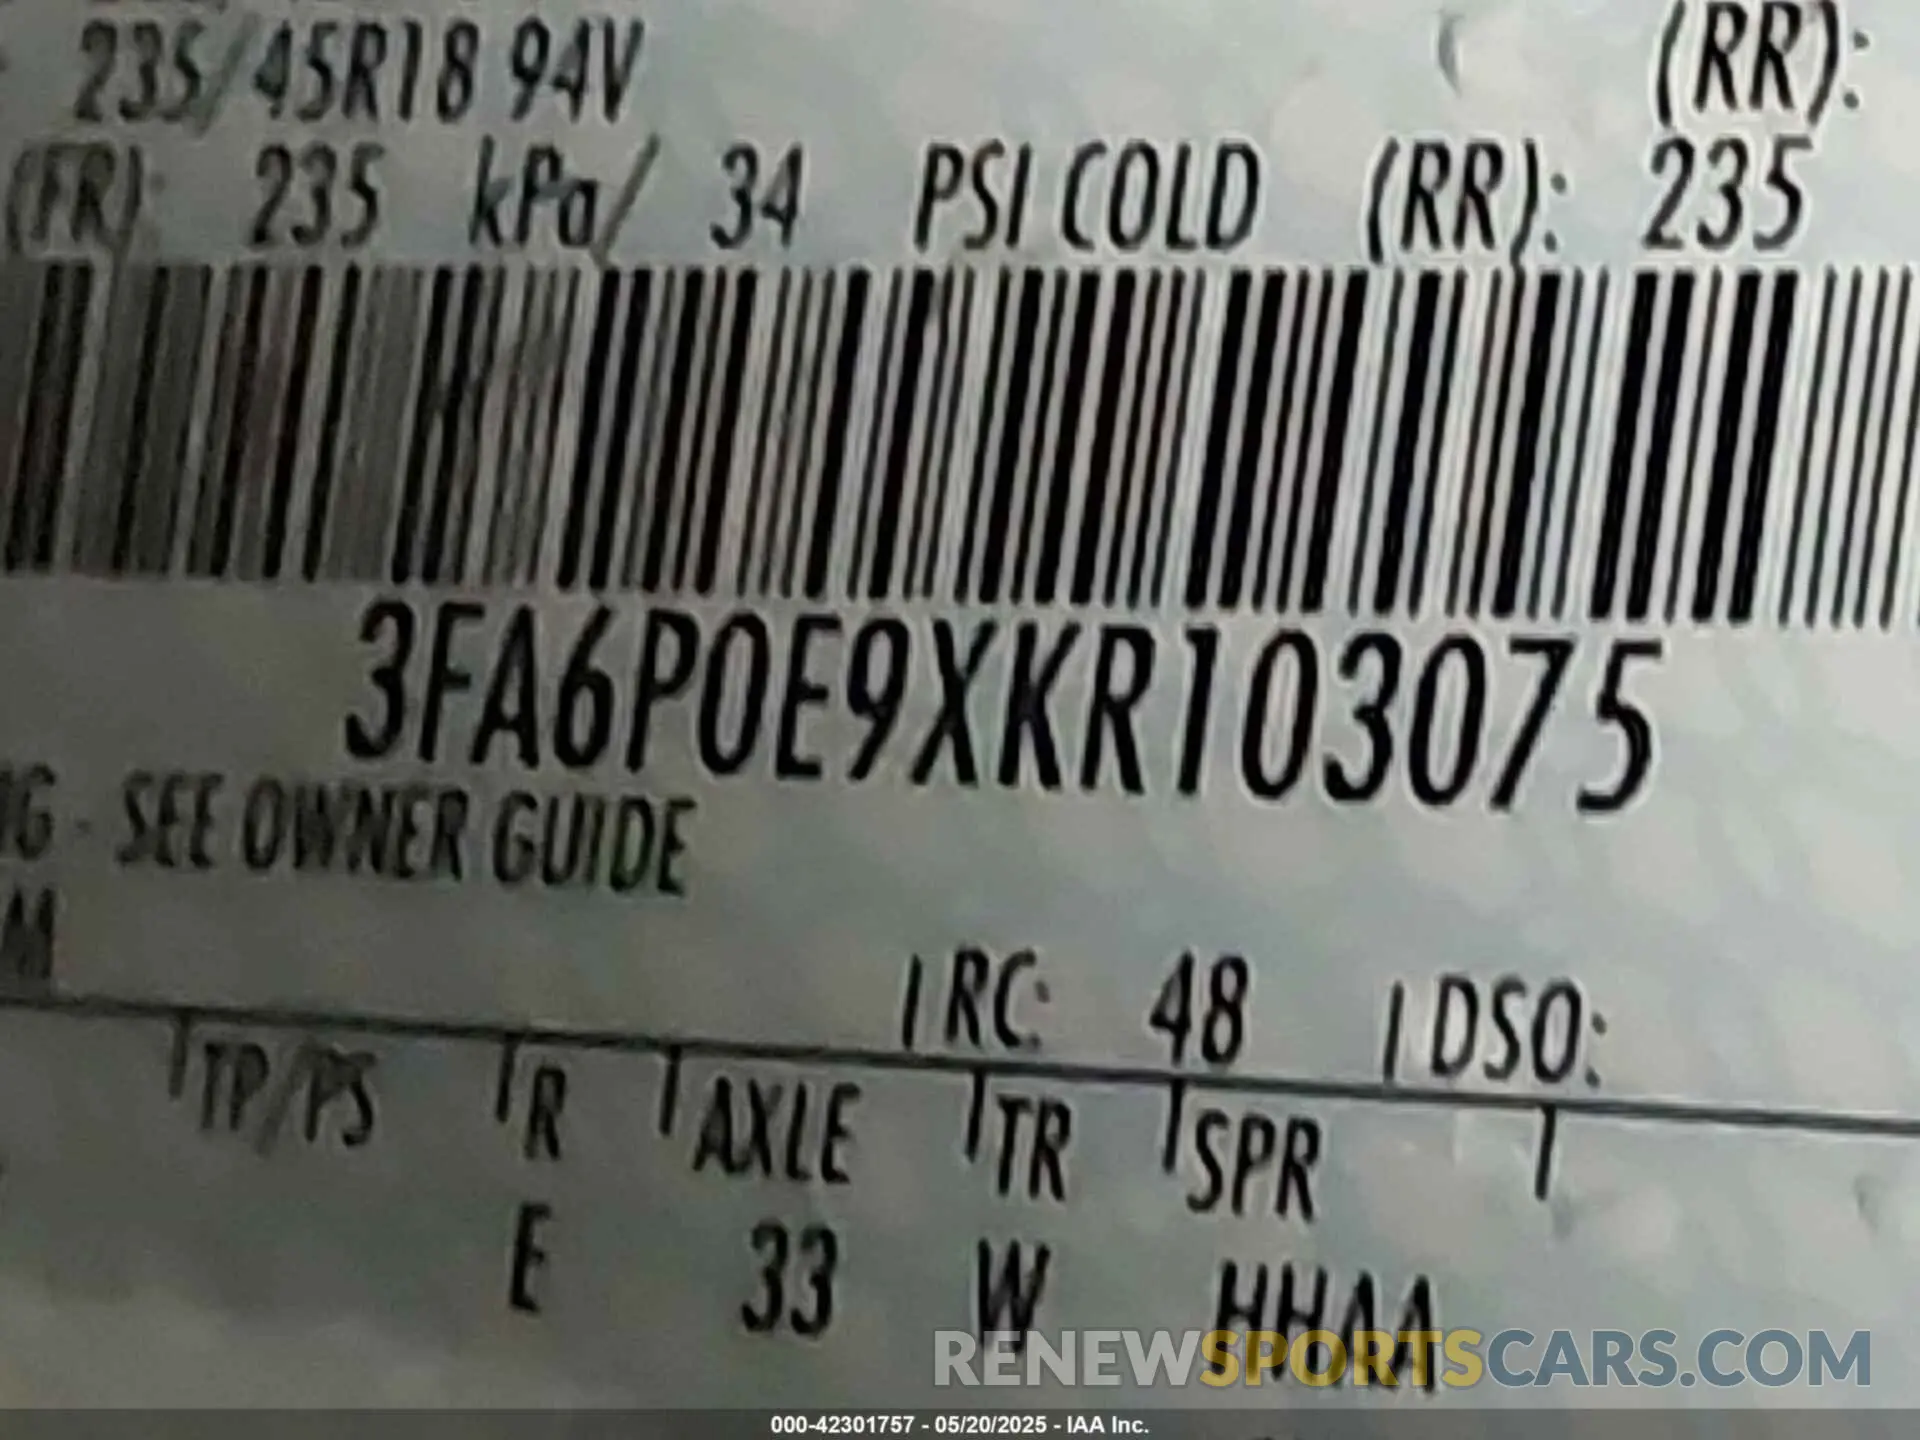 235/45R18 94V (RR):
(FR): 235 kPa/ 34 PSI COLD (RR): 235
3FA6P0E9XKR103075
- SEE OWNER GUIDE
M
RC: 48 DSO:
TP/PS R AXLE TR SPR
E 33 W HHAA
RENEWSPORTSCARS.COM
000-42301757 - 05/20/2025 - IAA Inc.